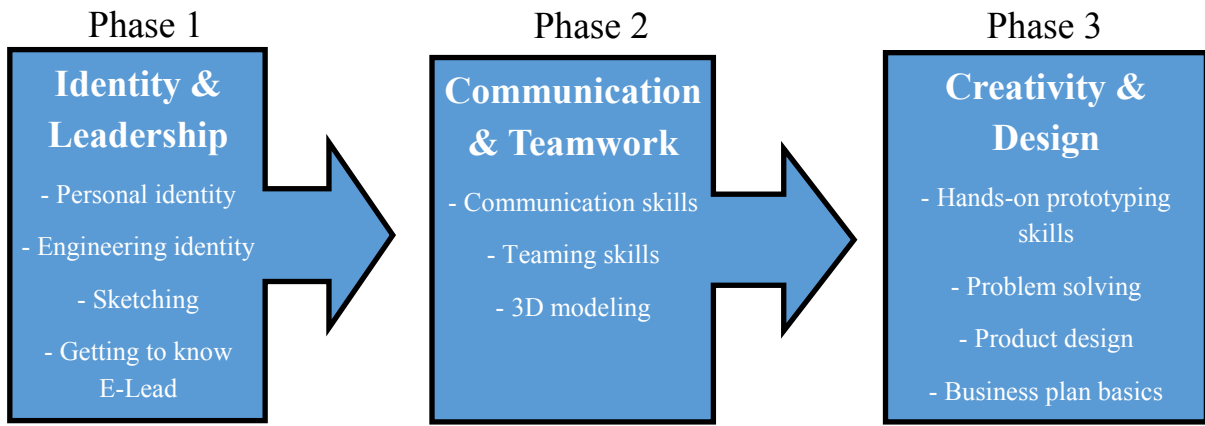 Phase 1
Identity &
Leadership
- Personal identity
- Engineering identity
- Sketching
- Getting to know
E-Lead
Phase 2
Communication
& Teamwork
- Communication skills
- Teaming skills
- 3D modeling
Phase 3
Creativity &
Design
- Hands-on prototyping
skills
- Problem solving
- Product design
- Business plan basics